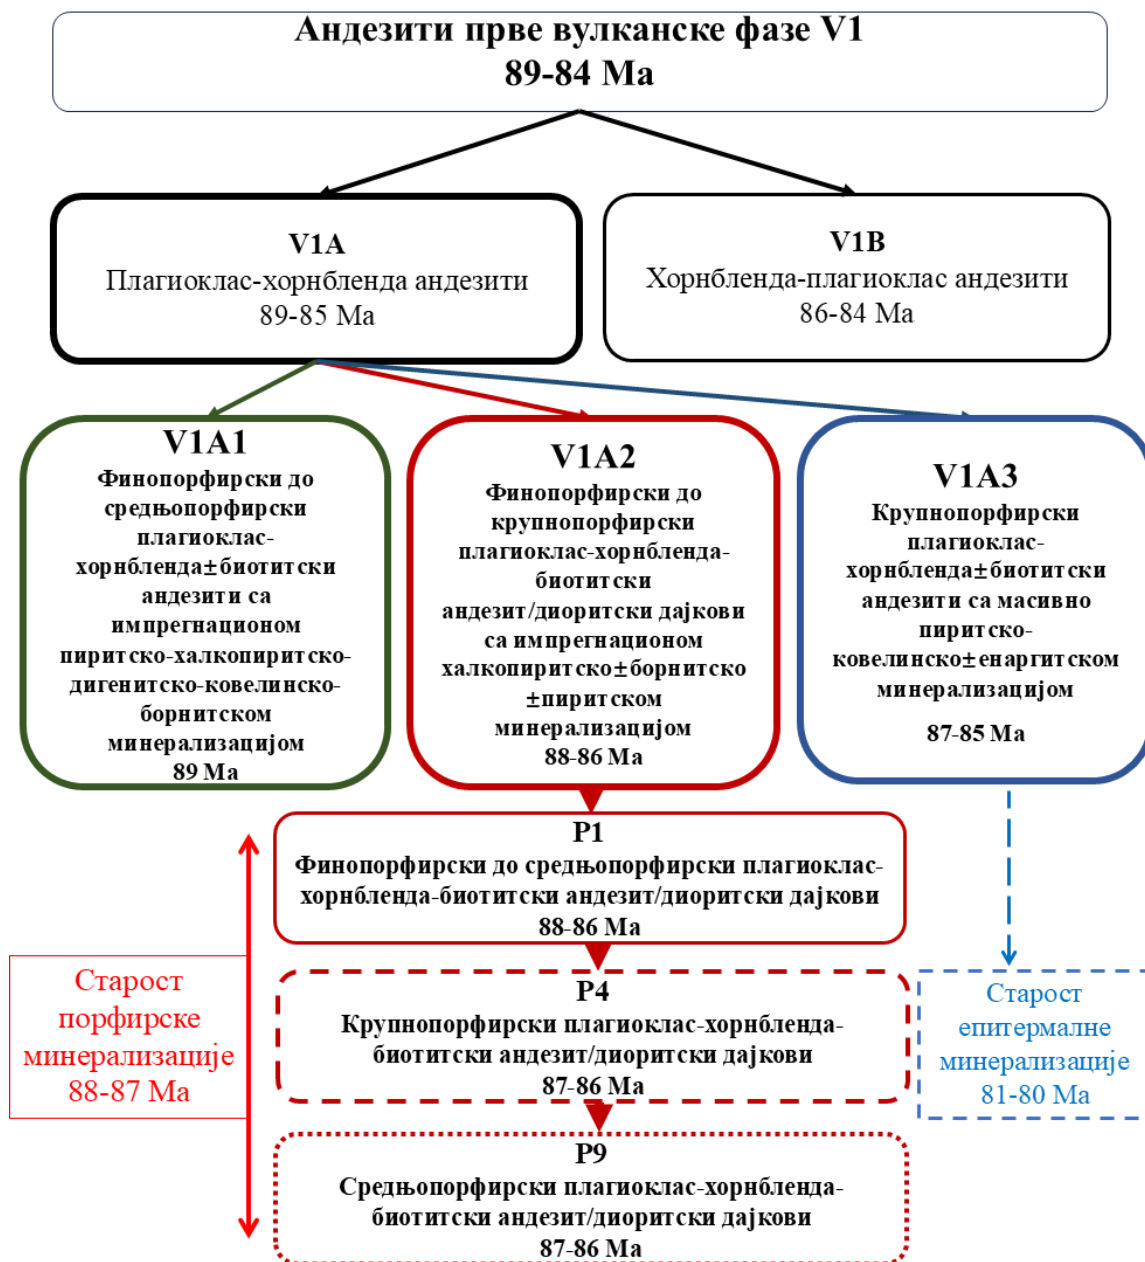 Андезити прве вулканске фазе V1
89-84 Ma
V1A
Плагиоклас-хорнбленда андезити
89-85 Ma
V1B
Хорнбленда-плагиоклас андезити
86-84 Ma
V1A1
Финопорфирски до
средњопорфирски
плагиоклас-
хорнбленда±биотитски
андезити са
импрегнационом
пиритско-халкопиритско-
дигенитско-ковелинско-
борнитском
минерализацијом
89 Ma
V1A2
Финопорфирски до
крупнопорфирски
плагиоклас-хорнбленда-
биотитски
андезит/диоритски дајкови
са импрегнационом
халкопиритско±борнитско
±пиритском
минерализацијом
88-86 Ma
V1A3
Крупнопорфирски
плагиоклас-
хорнбленда±биотитски
андезити са масивно
пиритско-
ковелинско±енаргитском
минерализацијом
87-85 Ma
P1
Финопорфирски до средњопорфирски плагиоклас-
хорнбленда-биотитски андезит/диоритски дајкови
88-86 Ma
Старост
порфирске
минерализације
88-87 Ma
P4
Крупнопорфирски плагиоклас-хорнбленда-
биотитски андезит/диоритски дајкови
87-86 Ma
Старост
епитермалне
минерализације
81-80 Ma
P9
Средњопорфирски плагиоклас-хорнбленда-
биотитски андезит/диоритски дајкови
87-86 Ma